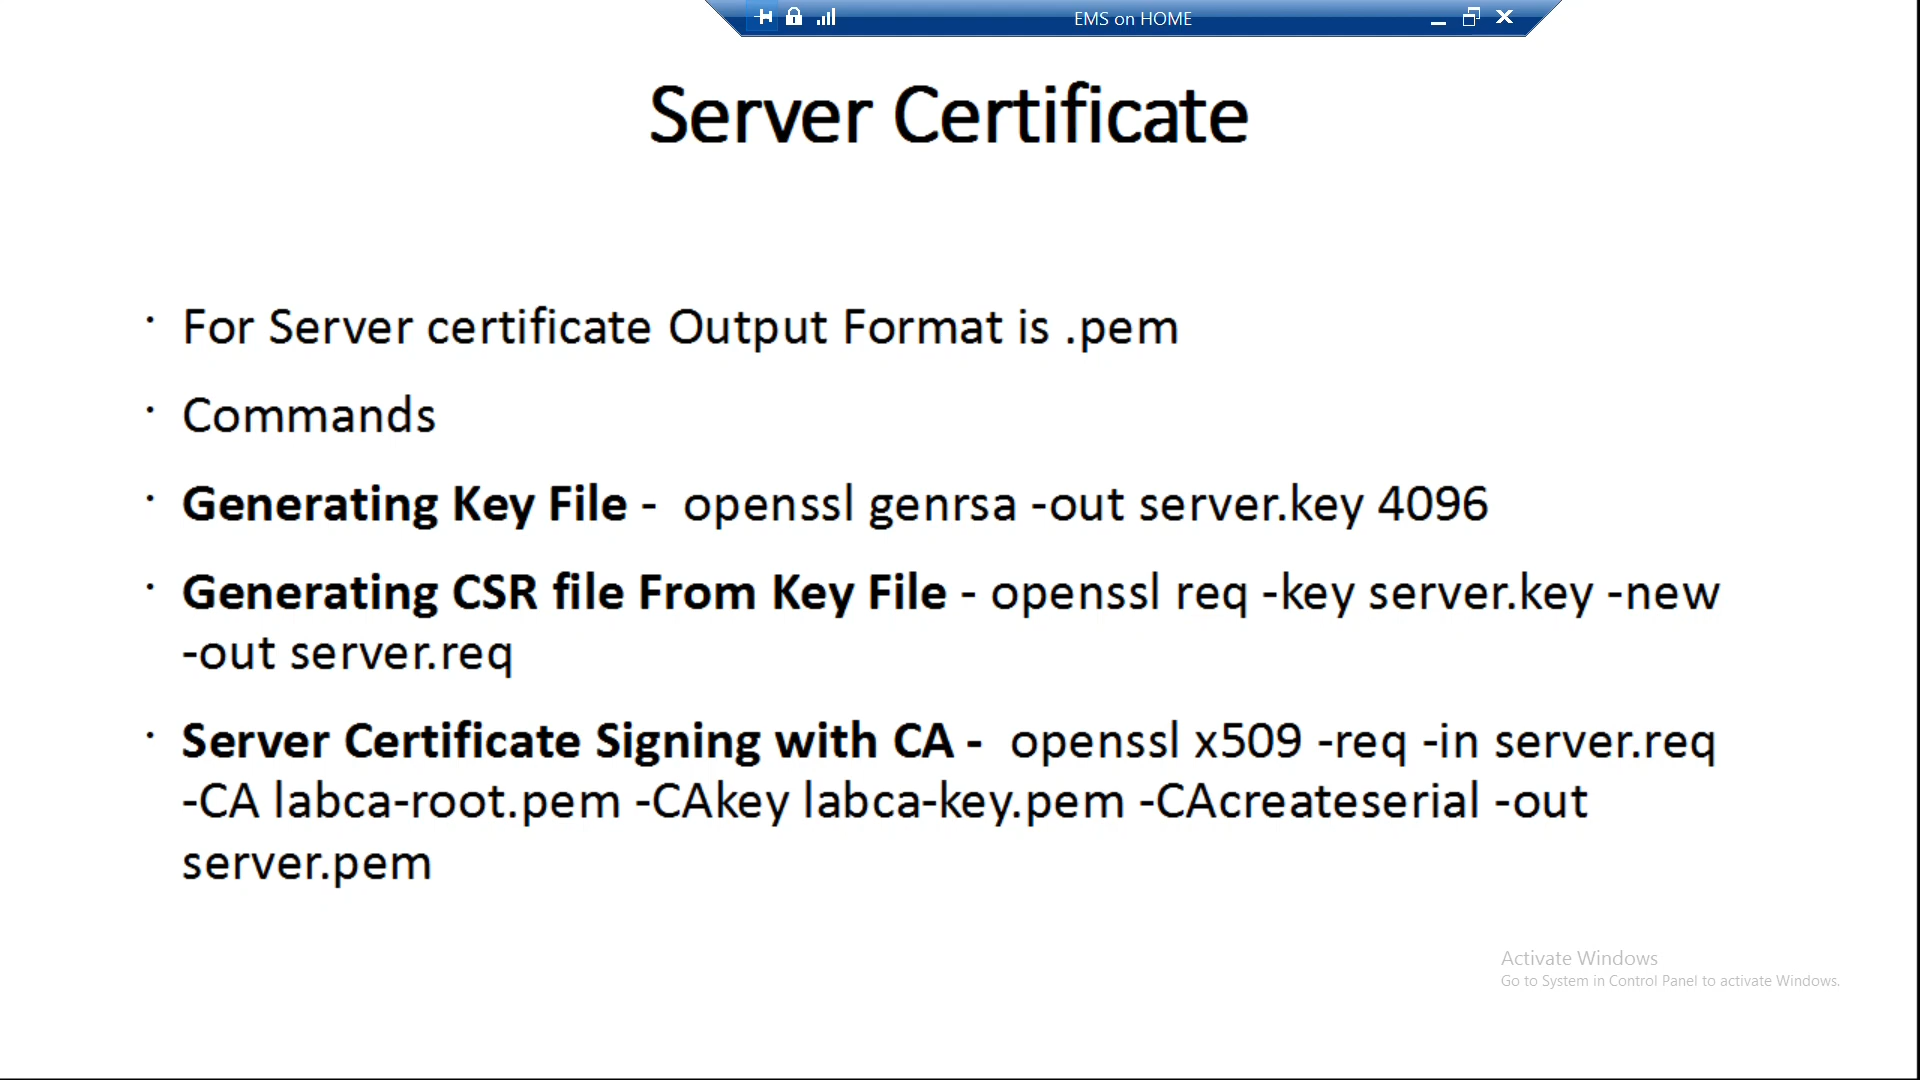 EMS on HOME
Server Certificate
· For Server certificate Output Format is .pem
· Commands
· Generating Key File -  openssl genrsa -out server.key 4096
· Generating CSR file From Key File - openssl req -key server.key -new
-out server.req
· Server Certificate Signing with CA -  openssl x509 -req -in server.req
-CA labca-root.pem -CAkey labca-key.pem -CAcreateserial -out
server.pem
Activate Windows
Go to System in Control Panel to activate Windows.